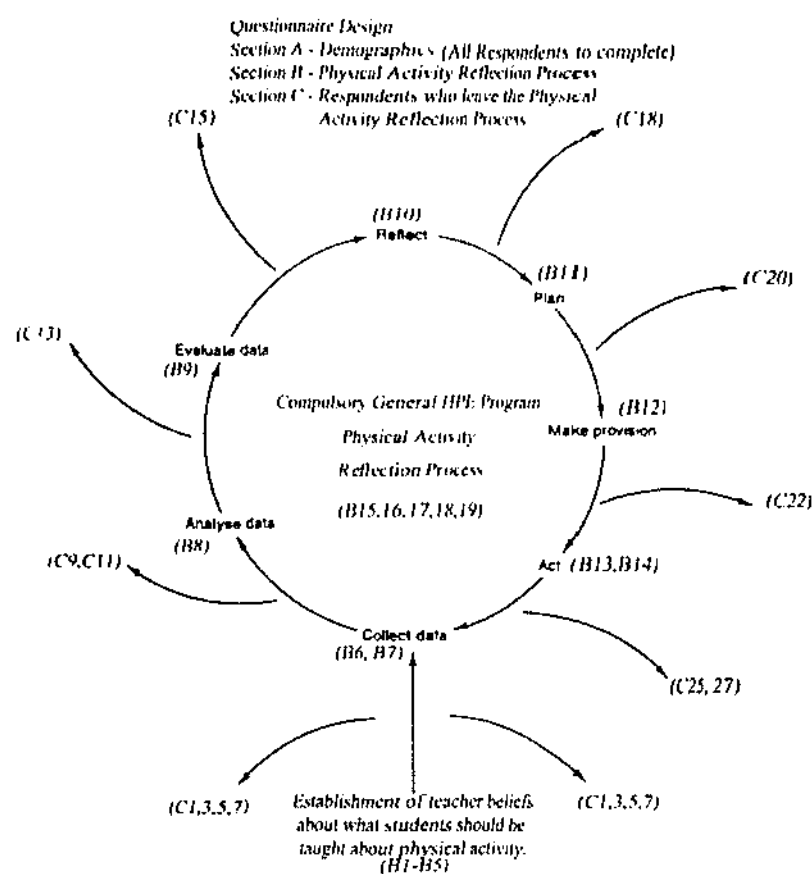 Questionnaire Design
Section A - Demographics (All Respondents to complete)
Section B - Physical Activity Reflection Process
Section C - Respondents who leave the Physical
Activity Reflection Process
(C15)
(C18)
(B10)
Reflect
(B11)
Plan
(C20)
(C13)
Evaluate data
(B9)
Compulsory General HPE Program
Physical Activity
Reflection Process
(B15,16,17,18,19)
(B12)
Make provision
(C22)
Analyse data
(B8)
(C9,C11)
Act (B13,B14)
Collect data
(B6, B7)
(C25, 27)
(C1,3,5,7)
Establishment of teacher beliefs
about what students should be
taught about physical activity.
(B1-B5)
(C1,3,5,7)